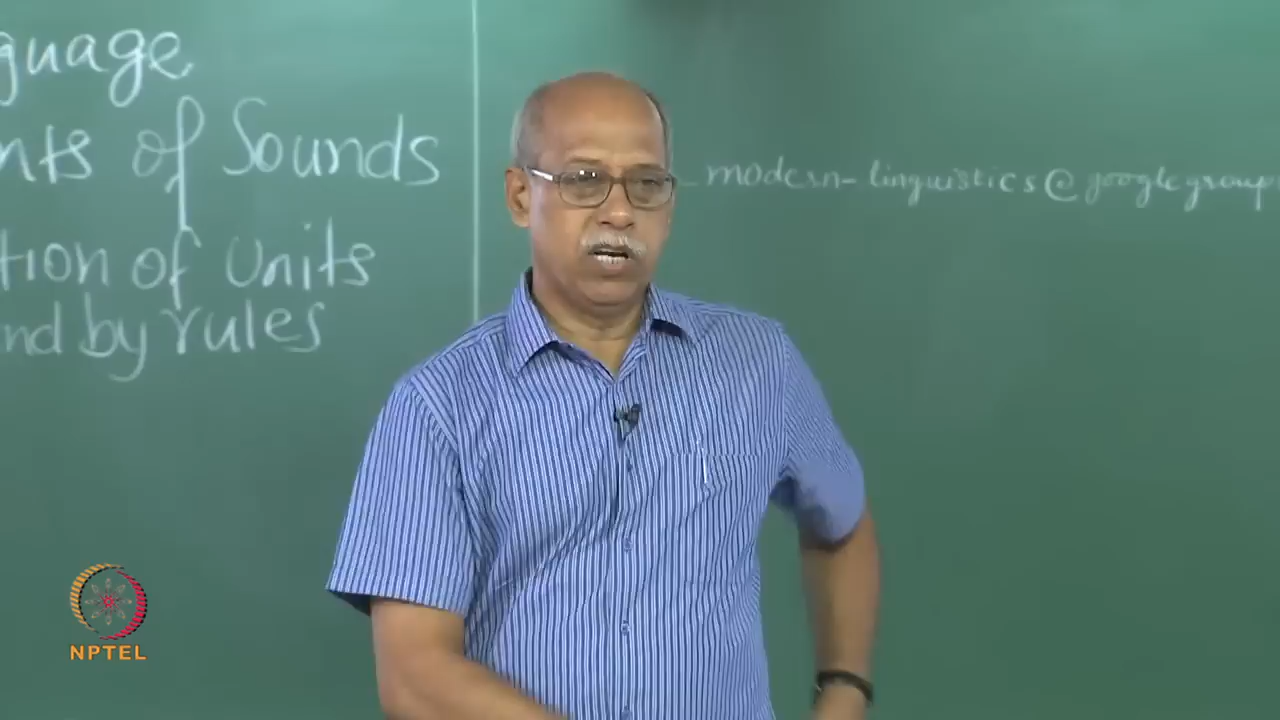 guage
nts of Sounds
tion of Units
nd by rules
modern-linguistics@googlegroup
NPTEL